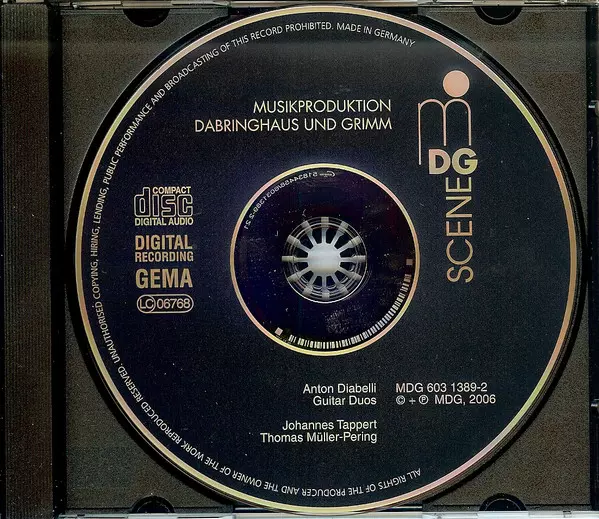 ALL RIGHTS OF THE PRODUCER AND THE OWNER OF THE WORK REPRODUCED RESERVED. UNAUTHORISED COPYING, HIRING, LENDING, PUBLIC PERFORMANCE AND BROADCASTING OF THIS RECORD PROHIBITED. MADE IN GERMANY
MUSIKPRODUKTION
DABRINGHAUS UND GRIMM
MDG
SCENE
COMPACT
disc
DIGITAL AUDIO
DIGITAL
RECORDING
GEMA
LC 06768
Anton Diabelli
Guitar Duos
MDG 603 1389-2
© + ℗ MDG, 2006
Johannes Tappert
Thomas Müller-Pering